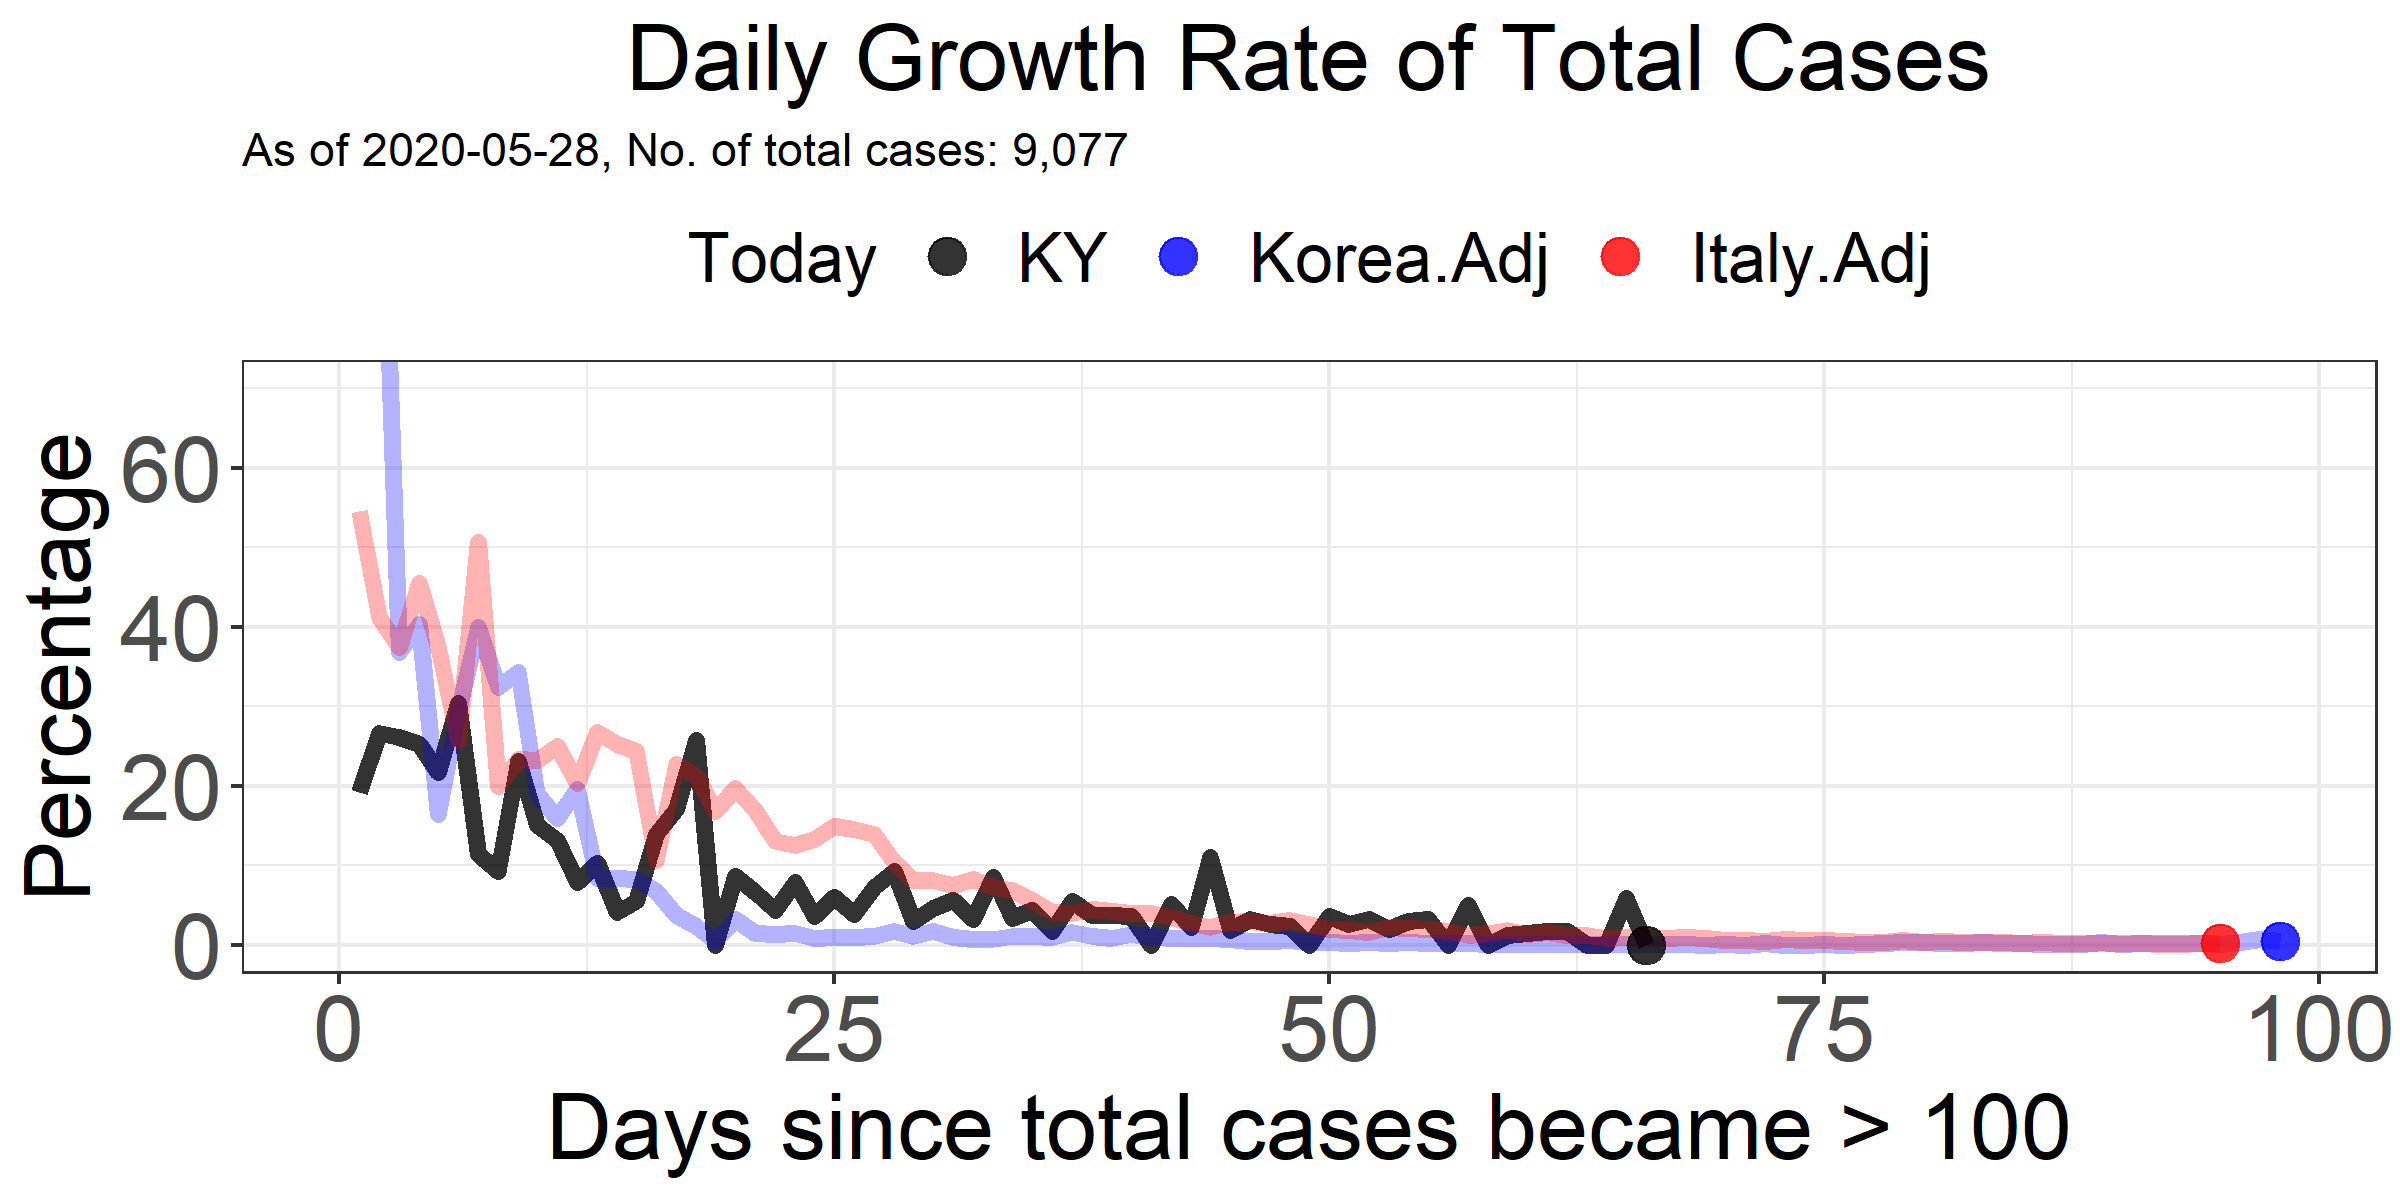 Daily Growth Rate of Total Cases
As of 2020-05-28, No. of total cases: 9,077
Today KY Korea.Adj Italy.Adj
Percentage
60
40
20
0
0 25 50 75 100
Days since total cases became > 100